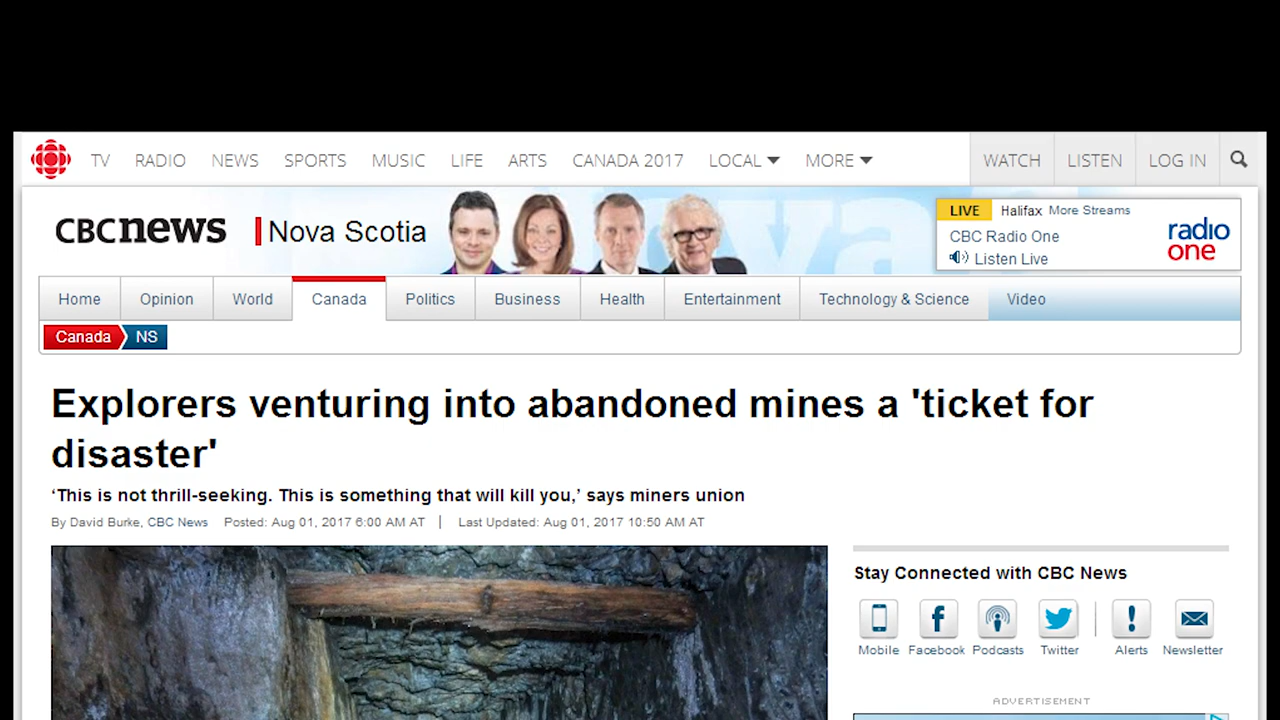 TV RADIO NEWS SPORTS MUSIC LIFE ARTS CANADA 2017 LOCAL MORE WATCH LISTEN LOG IN
CBCnews Nova Scotia
LIVE Halifax More Streams
CBC Radio One
Listen Live
radio
one
Home Opinion World Canada Politics Business Health Entertainment Technology & Science Video
Canada NS
Explorers venturing into abandoned mines a 'ticket for
disaster'
‘This is not thrill-seeking. This is something that will kill you,’ says miners union
By David Burke, CBC News Posted: Aug 01, 2017 6:00 AM AT | Last Updated: Aug 01, 2017 10:50 AM AT
Stay Connected with CBC News
Mobile Facebook Podcasts Twitter Alerts Newsletter
ADVERTISEMENT